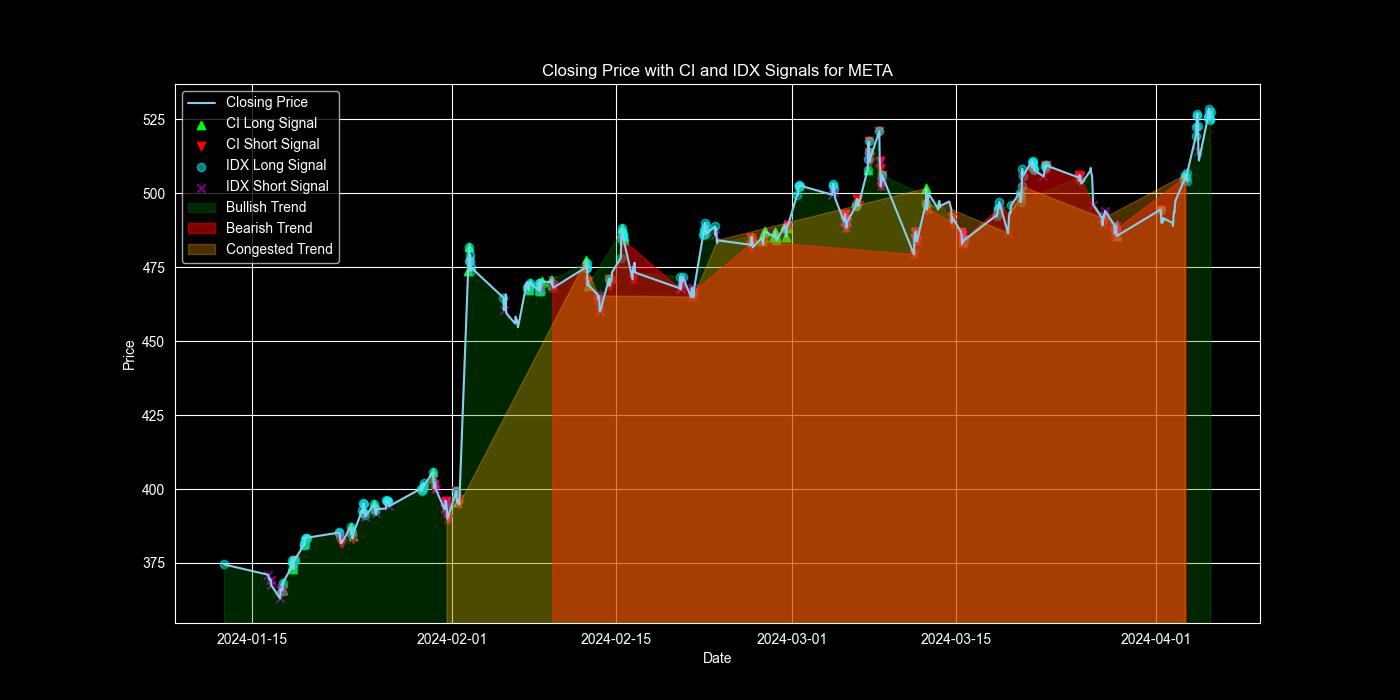 Closing Price with CI and IDX Signals for META
Closing Price
CI Long Signal
CI Short Signal
IDX Long Signal
IDX Short Signal
Bullish Trend
Bearish Trend
Congested Trend
525
500
475
450
425
400
375
Price
2024-01-15
2024-02-01
2024-02-15
2024-03-01
2024-03-15
2024-04-01
Date